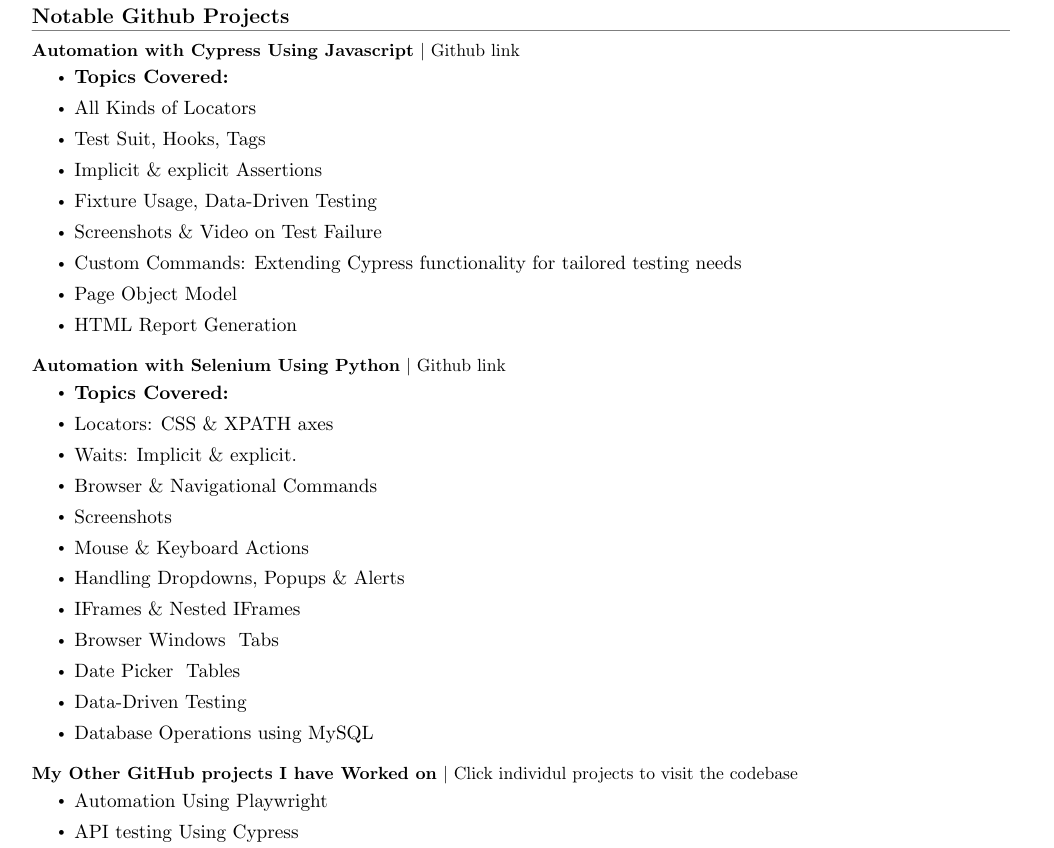 Notable Github Projects
Automation with Cypress Using Javascript | Github link
• Topics Covered:
• All Kinds of Locators
• Test Suit, Hooks, Tags
• Implicit & explicit Assertions
• Fixture Usage, Data-Driven Testing
• Screenshots & Video on Test Failure
• Custom Commands: Extending Cypress functionality for tailored testing needs
• Page Object Model
• HTML Report Generation
Automation with Selenium Using Python | Github link
• Topics Covered:
• Locators: CSS & XPATH axes
• Waits: Implicit & explicit.
• Browser & Navigational Commands
• Screenshots
• Mouse & Keyboard Actions
• Handling Dropdowns, Popups & Alerts
• IFrames & Nested IFrames
• Browser Windows Tabs
• Date Picker Tables
• Data-Driven Testing
• Database Operations using MySQL
My Other GitHub projects I have Worked on | Click individul projects to visit the codebase
• Automation Using Playwright
• API testing Using Cypress